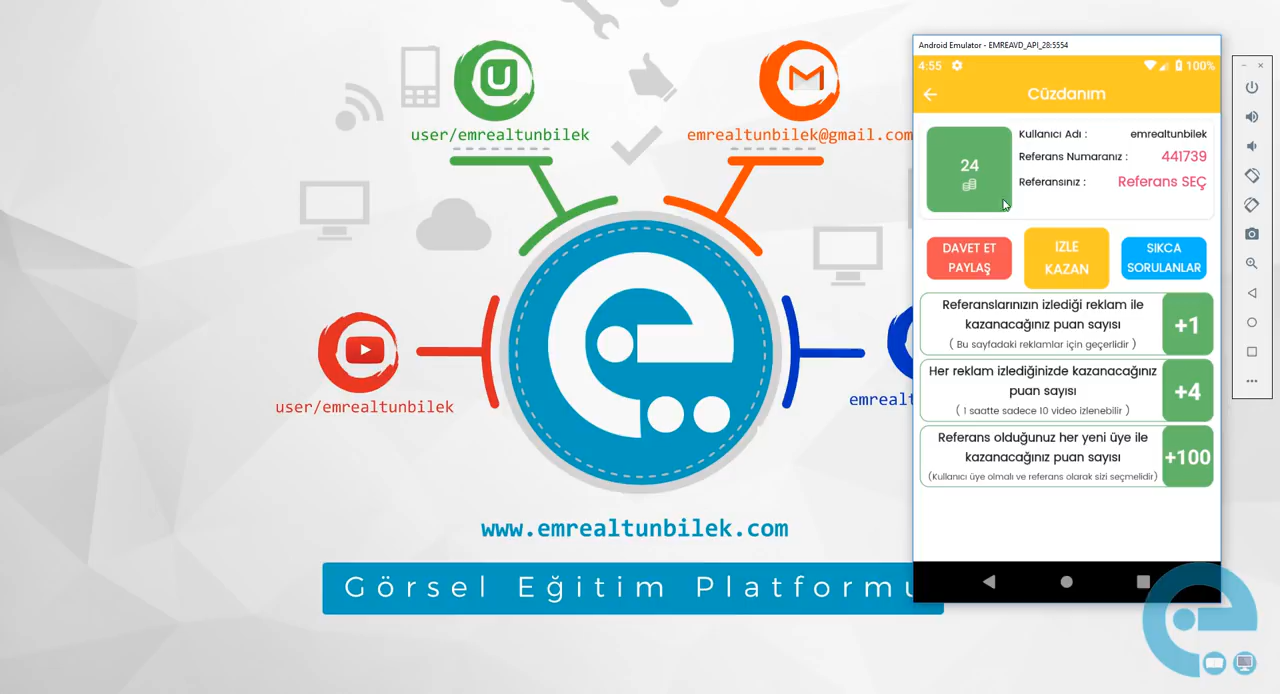 user/emrealtunbilek
emrealtunbilek@gmail.com
user/emrealtunbilek
www.emrealtunbilek.com
Görsel Eğitim Platformu
Android Emulator - EMREAVD_API_28:5554
4:55
100%
Cüzdanım
24
Kullanıcı Adı :
emrealtunbilek
Referans Numaranız :
441739
Referansınız :
Referans SEÇ
DAVET ET
PAYLAŞ
IZLE
KAZAN
SIKCA
SORULANLAR
Referanslarınızın izlediği reklam ile
kazanacağınız puan sayısı
( Bu sayfadaki reklamlar için geçerlidir )
+1
Her reklam izlediğinizde kazanacağınız
puan sayısı
( 1 saatte sadece 10 video izlenebilir )
+4
Referans olduğunuz her yeni üye ile
kazanacağınız puan sayısı
(Kullanıcı üye olmalı ve referans olarak sizi seçmelidir)
+100